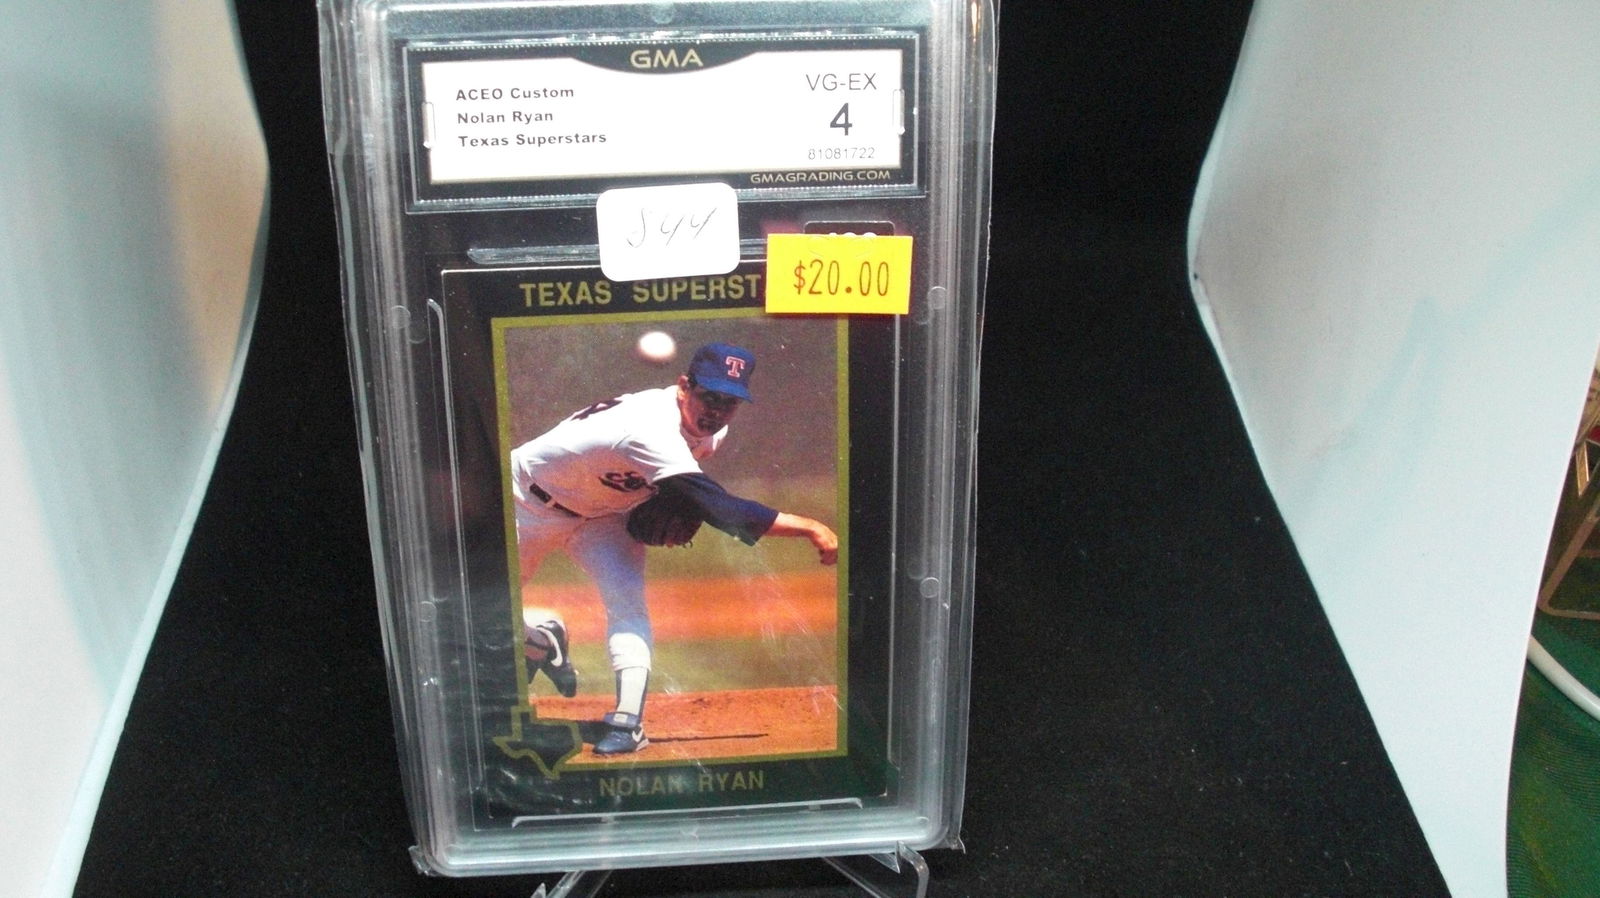 GMA
ACEO Custom
Nolan Ryan
Texas Superstars
VG-EX
4
81081722
GMAGRADING.COM
844
$20.00
TEXAS SUPERST
T
NOLAN RYAN